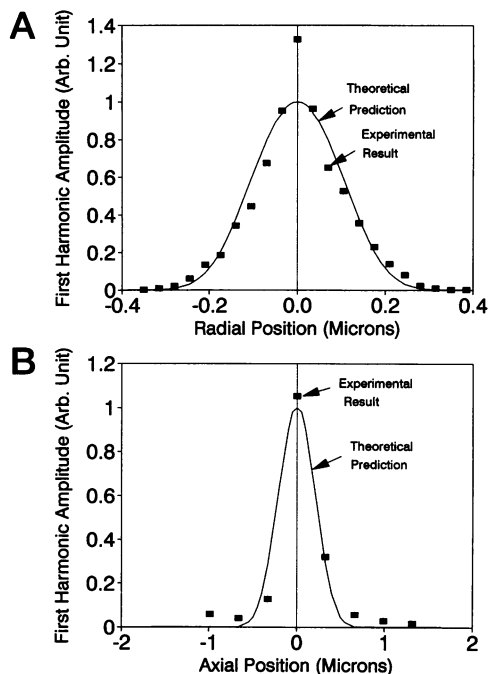 A
First Harmonic Amplitude (Arb. Unit)
1.4
1.2
1
0.8
0.6
0.4
0.2
0
Theoretical
Prediction
Experimental
Result
-0.4
-0.2
0.0
0.2
0.4
Radial Position (Microns)
B
First Harmonic Amplitude (Arb. Unit)
1.2
1
0.8
0.6
0.4
0.2
0
Experimental
Result
Theoretical
Prediction
-2
-1
0
1
2
Axial Position (Microns)